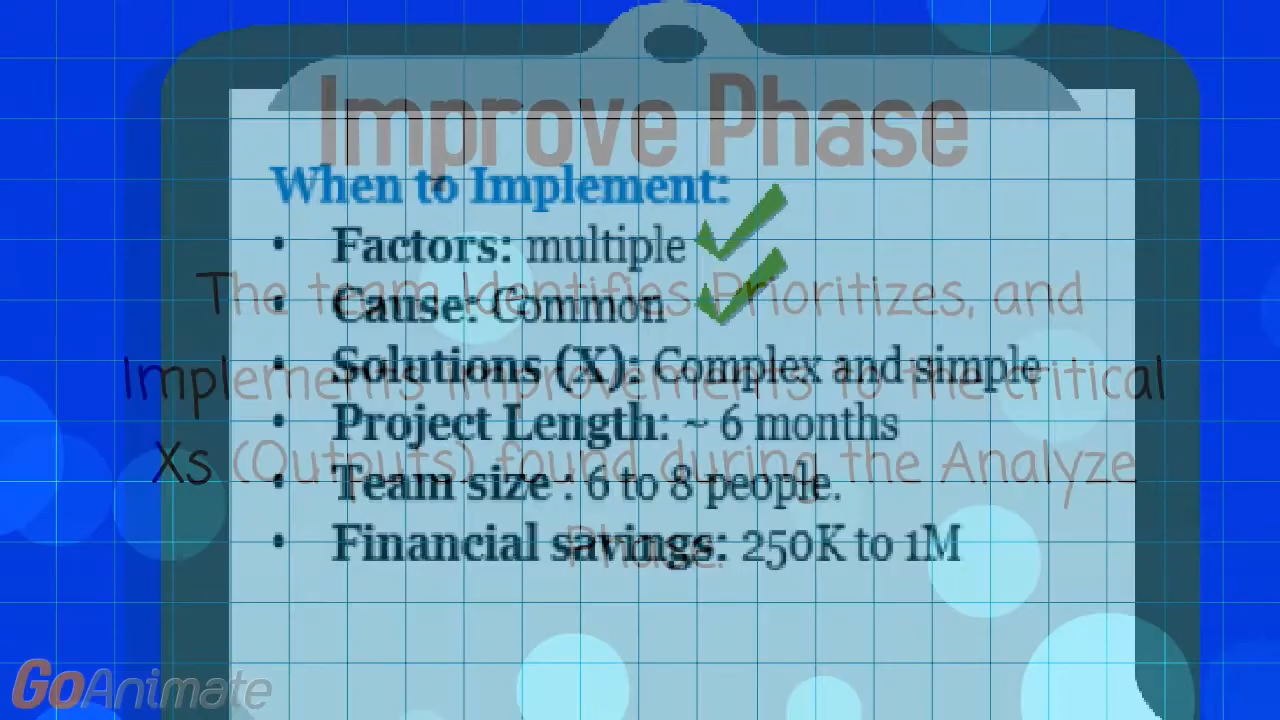 Improve Phase
When to Implement:
• Factors: multiple
The team Identifies, Prioritizes, and
• Cause: Common
• Solutions (X): Complex and simple
Implements improvements to the critical
• Project Length: ~ 6 months
Xs (Outputs) found during the Analyze
• Team size : 6 to 8 people.
Phase.
• Financial savings: 250K to 1M
GoAnimate